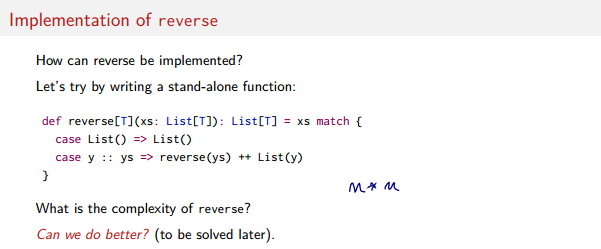 Implementation of reverse
How can reverse be implemented?
Let's try by writing a stand-alone function:
def reverse[T](xs: List[T]): List[T] = xs match {
case List() => List()
case y :: ys => reverse(ys) ++ List(y)
}
n * n
What is the complexity of reverse?
Can we do better? (to be solved later).